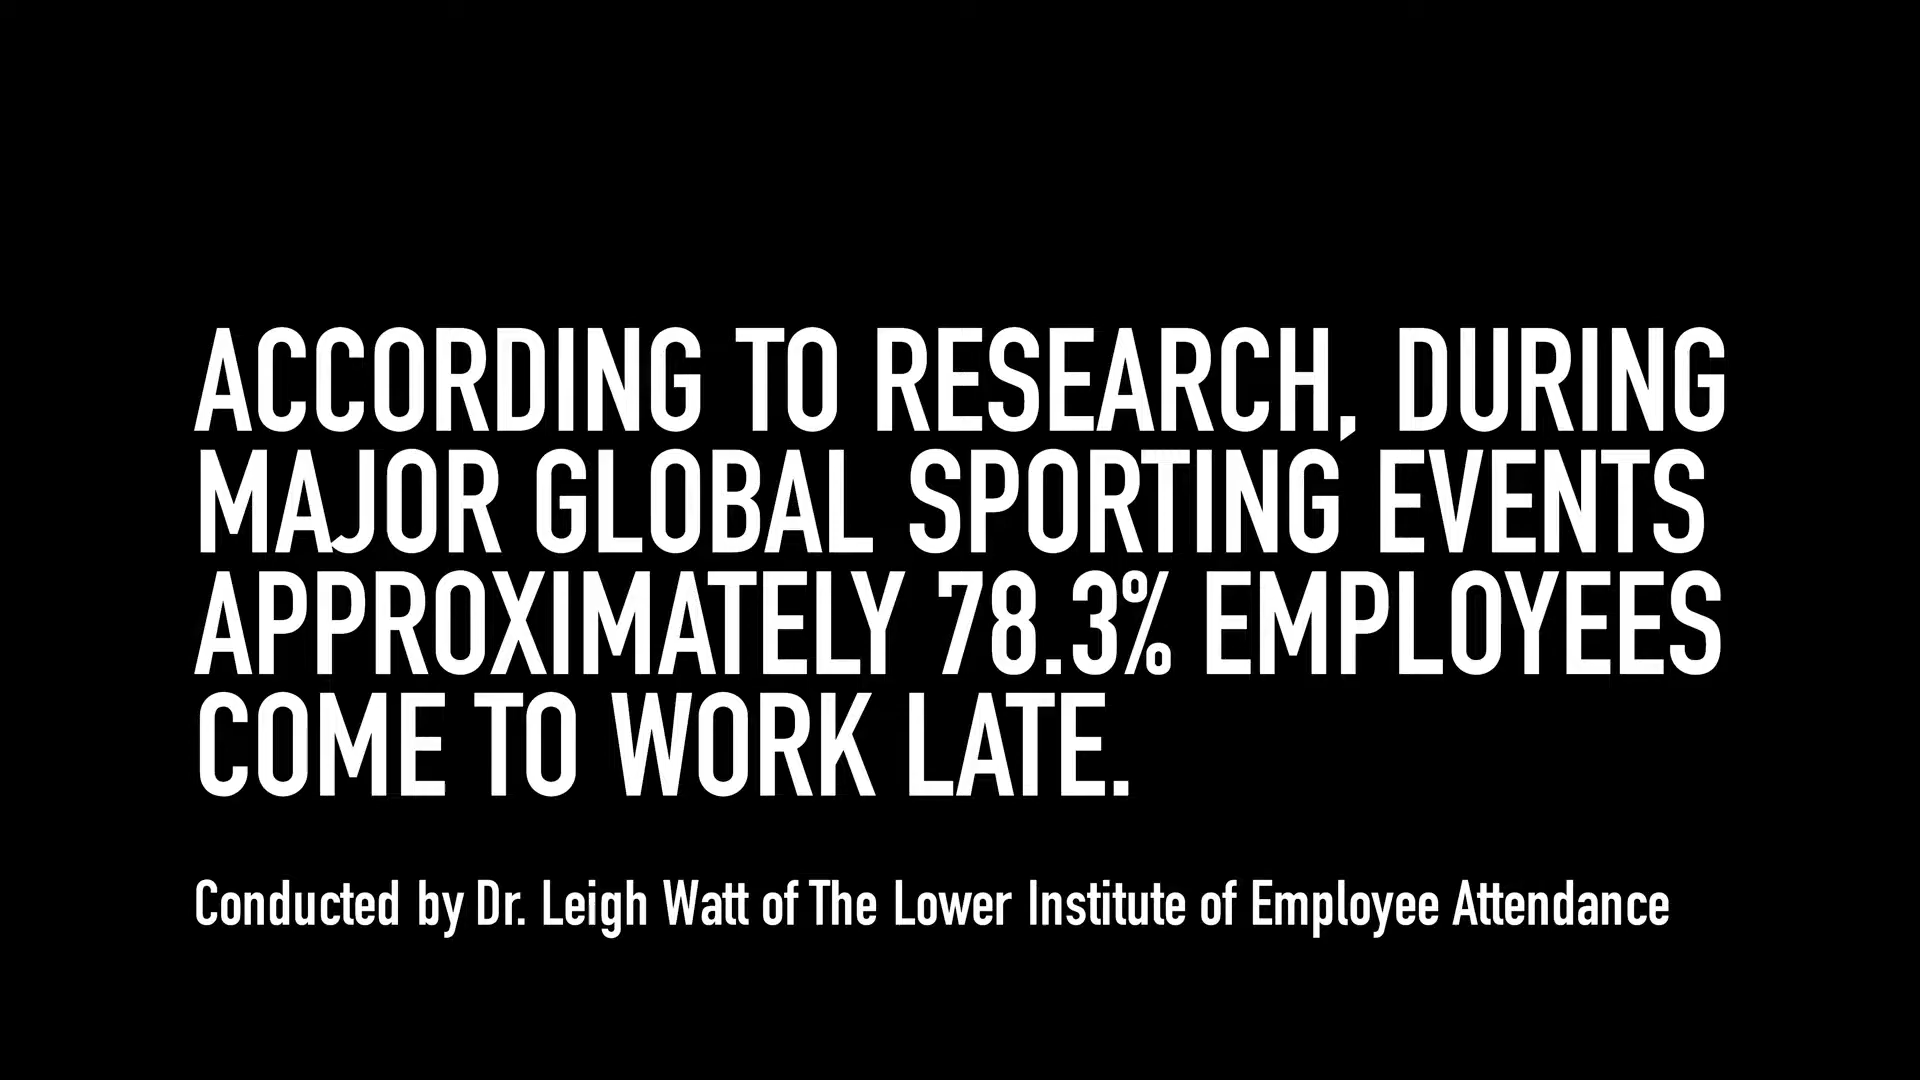 ACCORDING TO RESEARCH, DURING
MAJOR GLOBAL SPORTING EVENTS
APPROXIMATELY 78.3% EMPLOYEES
COME TO WORK LATE.
Conducted by Dr. Leigh Watt of The Lower Institute of Employee Attendance